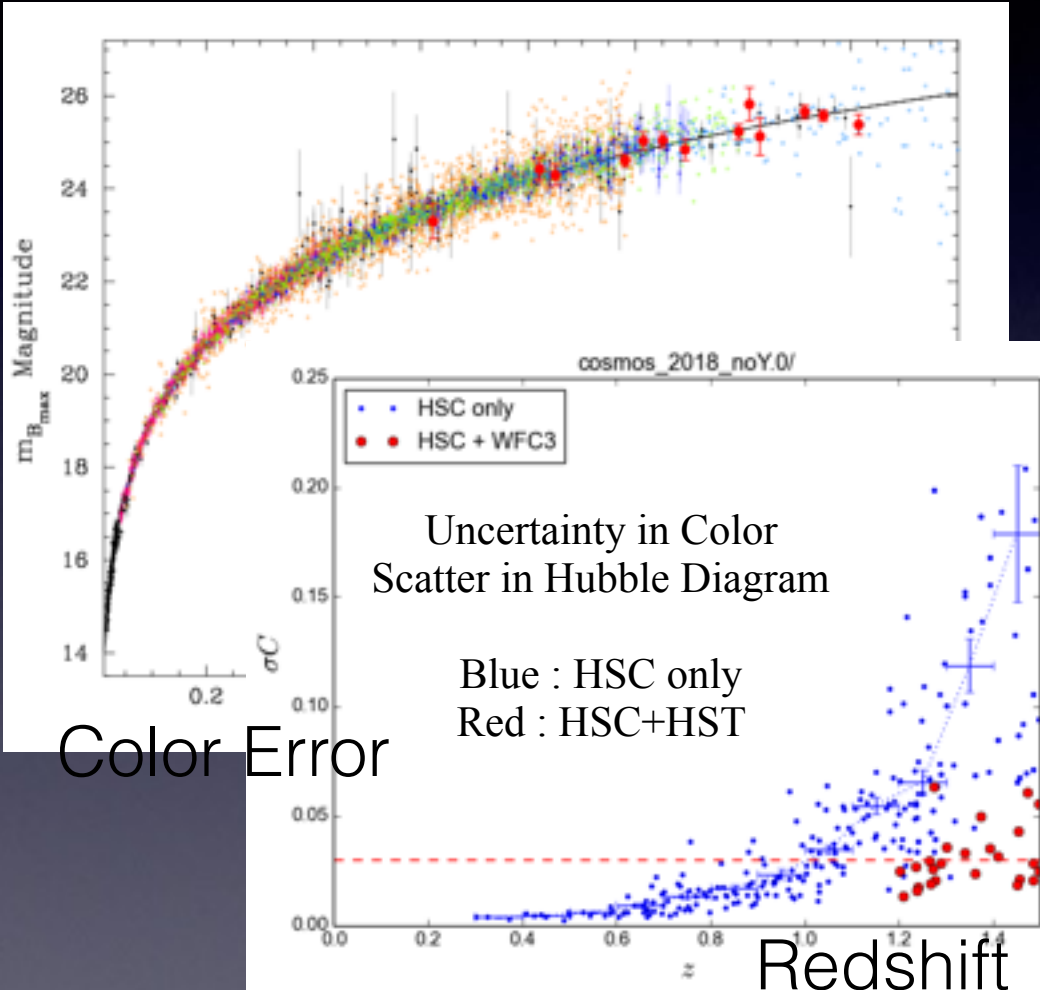 26
24
22
20
18
16
14
m_Bmax Magnitude
0.2
Color Error
cosmos_2018_noY.0/
HSC only
HSC + WFC3
Uncertainty in Color
Scatter in Hubble Diagram
Blue : HSC only
Red : HSC+HST
0.25
0.20
0.15
0.10
0.05
0.00
σC
0.0 0.2 0.4 0.6 0.8 1.0 1.2 1.4
z
Redshift